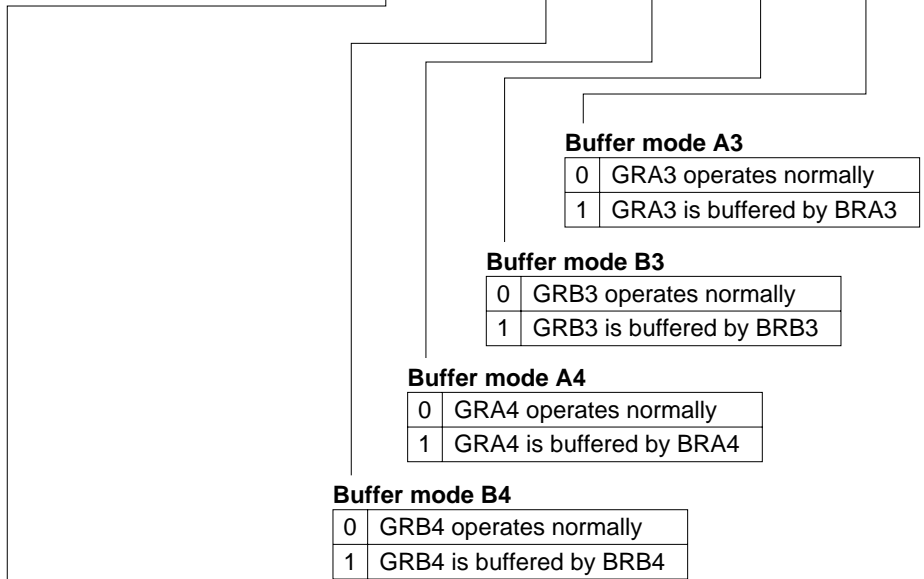 Buffer mode A3
0 GRA3 operates normally
1 GRA3 is buffered by BRA3
Buffer mode B3
0 GRB3 operates normally
1 GRB3 is buffered by BRB3
Buffer mode A4
0 GRA4 operates normally
1 GRA4 is buffered by BRA4
Buffer mode B4
0 GRB4 operates normally
1 GRB4 is buffered by BRB4